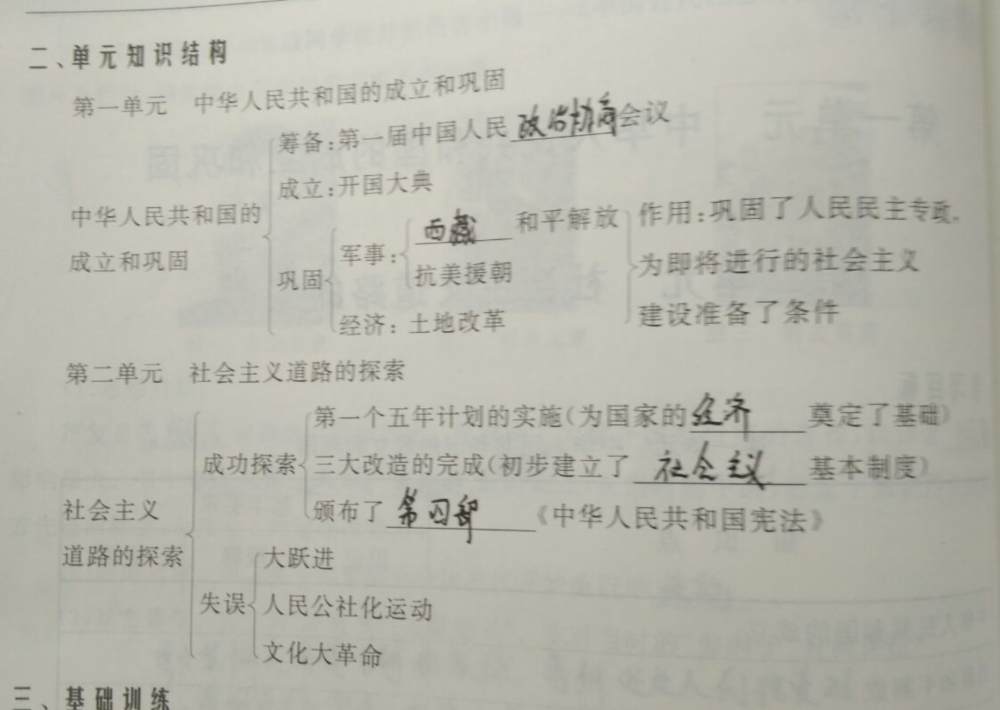 二、单元知识结构
第一单元 中华人民共和国的成立和巩固
筹备:第一届中国人民政治协商会议
成立:开国大典
中华人民共和国的
成立和巩固
巩固
军事:
西藏 和平解放
抗美援朝
经济:土地改革
作用:巩固了人民民主专政,
为即将进行的社会主义
建设准备了条件
第二单元 社会主义道路的探索
社会主义
道路的探索
成功探索
第一个五年计划的实施(为国家的经济 奠定了基础)
三大改造的完成(初步建立了 社会主义 基本制度)
颁布了 第四部 《中华人民共和国宪法》
失误
大跃进
人民公社化运动
文化大革命
三、基础训练